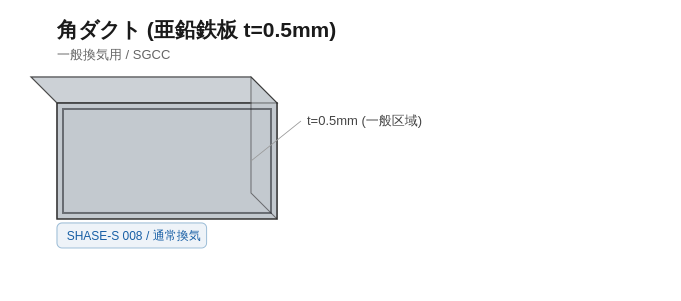 角ダクト (亜鉛鉄板 t=0.5mm)
一般換気用 / SGCC
t=0.5mm (一般区域)
SHASE-S 008 / 通常換気